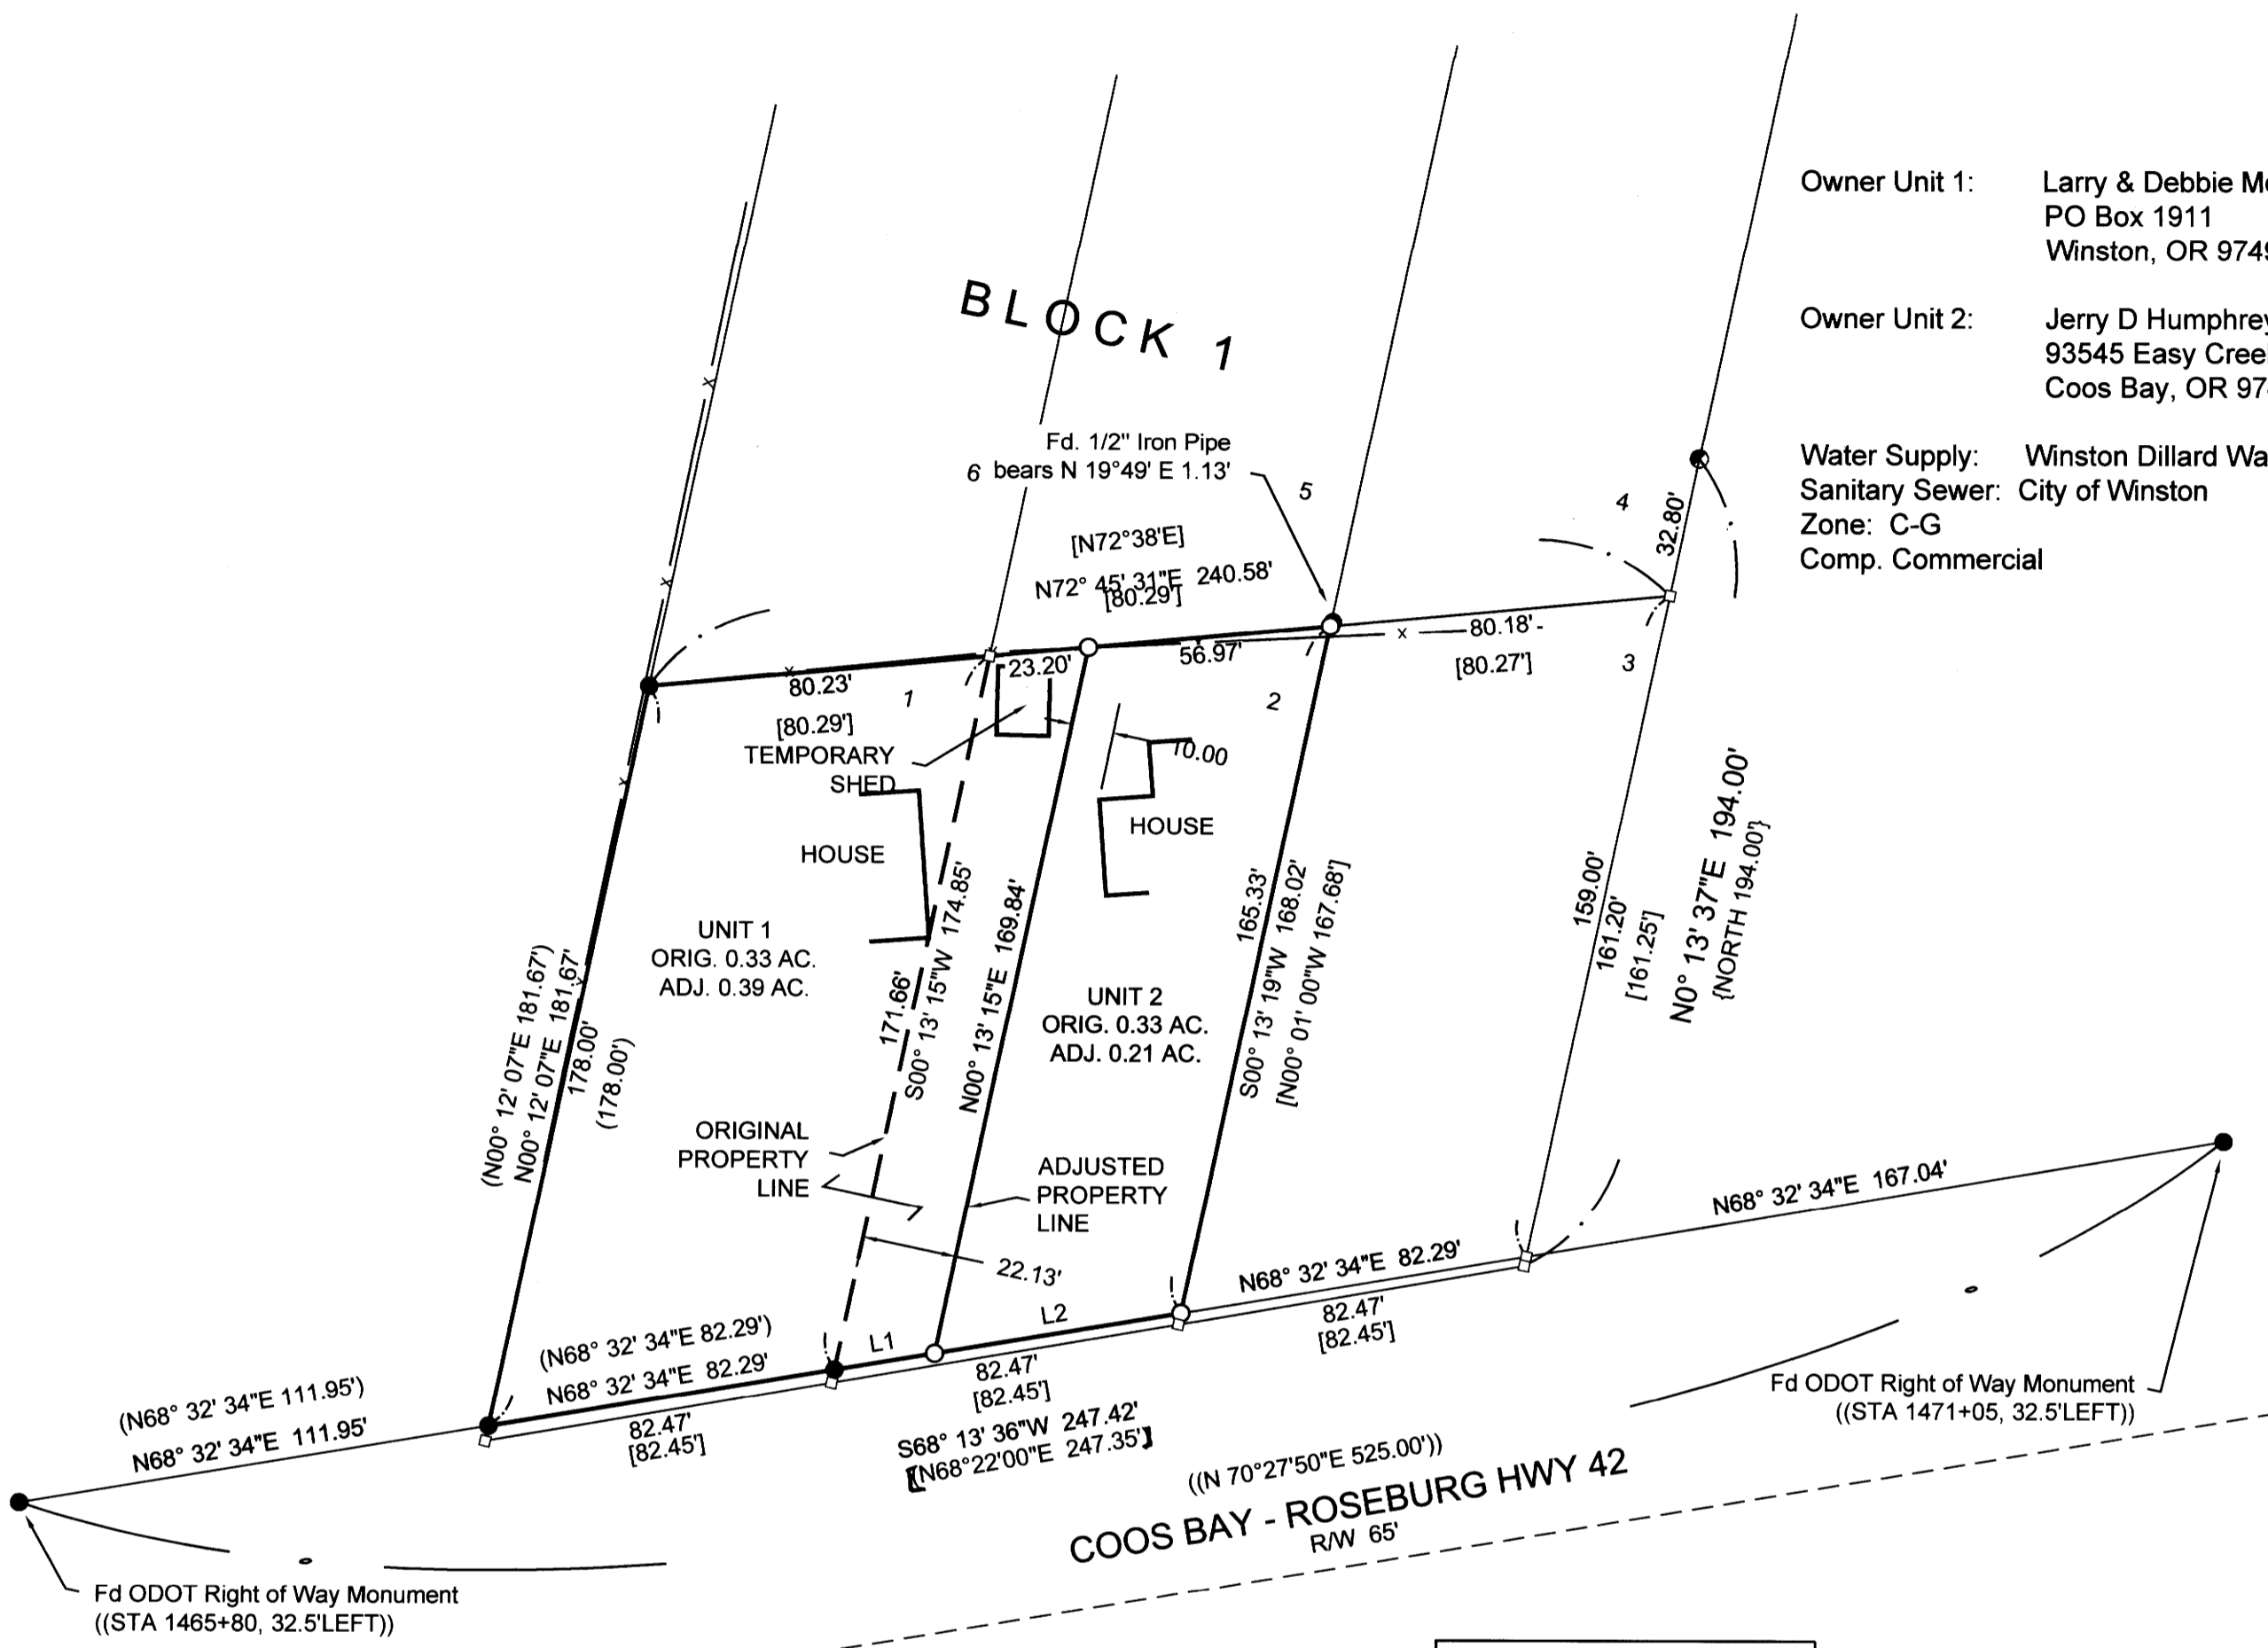 Owner Unit 1:
Larry & Debbie
PO Box 1911
Winston, OR
Owner Unit 2:
Jerry D
93545 Easy
Coos Bay, OR
Water Supply: Winston Dillard
Sanitary Sewer: City of Winston
Zone: C-G
Comp. Commercial
BLOCK 1
Fd. 1/2" Iron Pipe
6 bears N 19°49' E 1.13'
5
4
32.80'
[N72°38'E]
N72° 45' 31"E 240.58'
[80.29']
80.23'
[80.29']
1
23.20'
56.97'
2
x 80.18'
[80.27']
3
TEMPORARY
SHED
10.00
HOUSE
HOUSE
UNIT 1
ORIG. 0.33 AC.
ADJ. 0.39 AC.
UNIT 2
ORIG. 0.33 AC.
ADJ. 0.21 AC.
(N00° 12' 07"E 181.67')
N00° 12' 07"E 181.67'
178.00'
(178.00')
171.66'
S00° 13' 15"W 174.85'
N00° 13' 15"E 169.84'
165.33'
S00° 13' 19"W 168.02'
[N00° 01' 00"W 167.68']
159.00'
161.20'
[161.25']
N0° 13' 37"E 194.00'
{NORTH 194.00'}
ORIGINAL
PROPERTY
LINE
ADJUSTED
PROPERTY
LINE
22.13'
L1
L2
(N68° 32' 34"E 111.95')
N68° 32' 34"E 111.95'
(N68° 32' 34"E 82.29')
N68° 32' 34"E 82.29'
82.47'
[82.45']
82.47'
[82.45']
N68° 32' 34"E 82.29'
82.47'
[82.45']
N68° 32' 34"E 167.04'
S68° 13' 36"W 247.42'
[N68°22'00"E 247.35']
((N 70°27'50"E 525.00'))
COOS BAY - ROSEBURG HWY 42
R/W 65'
Fd ODOT Right of Way Monument
((STA 1471+05, 32.5'LEFT))
Fd ODOT Right of Way Monument
((STA 1465+80, 32.5'LEFT))